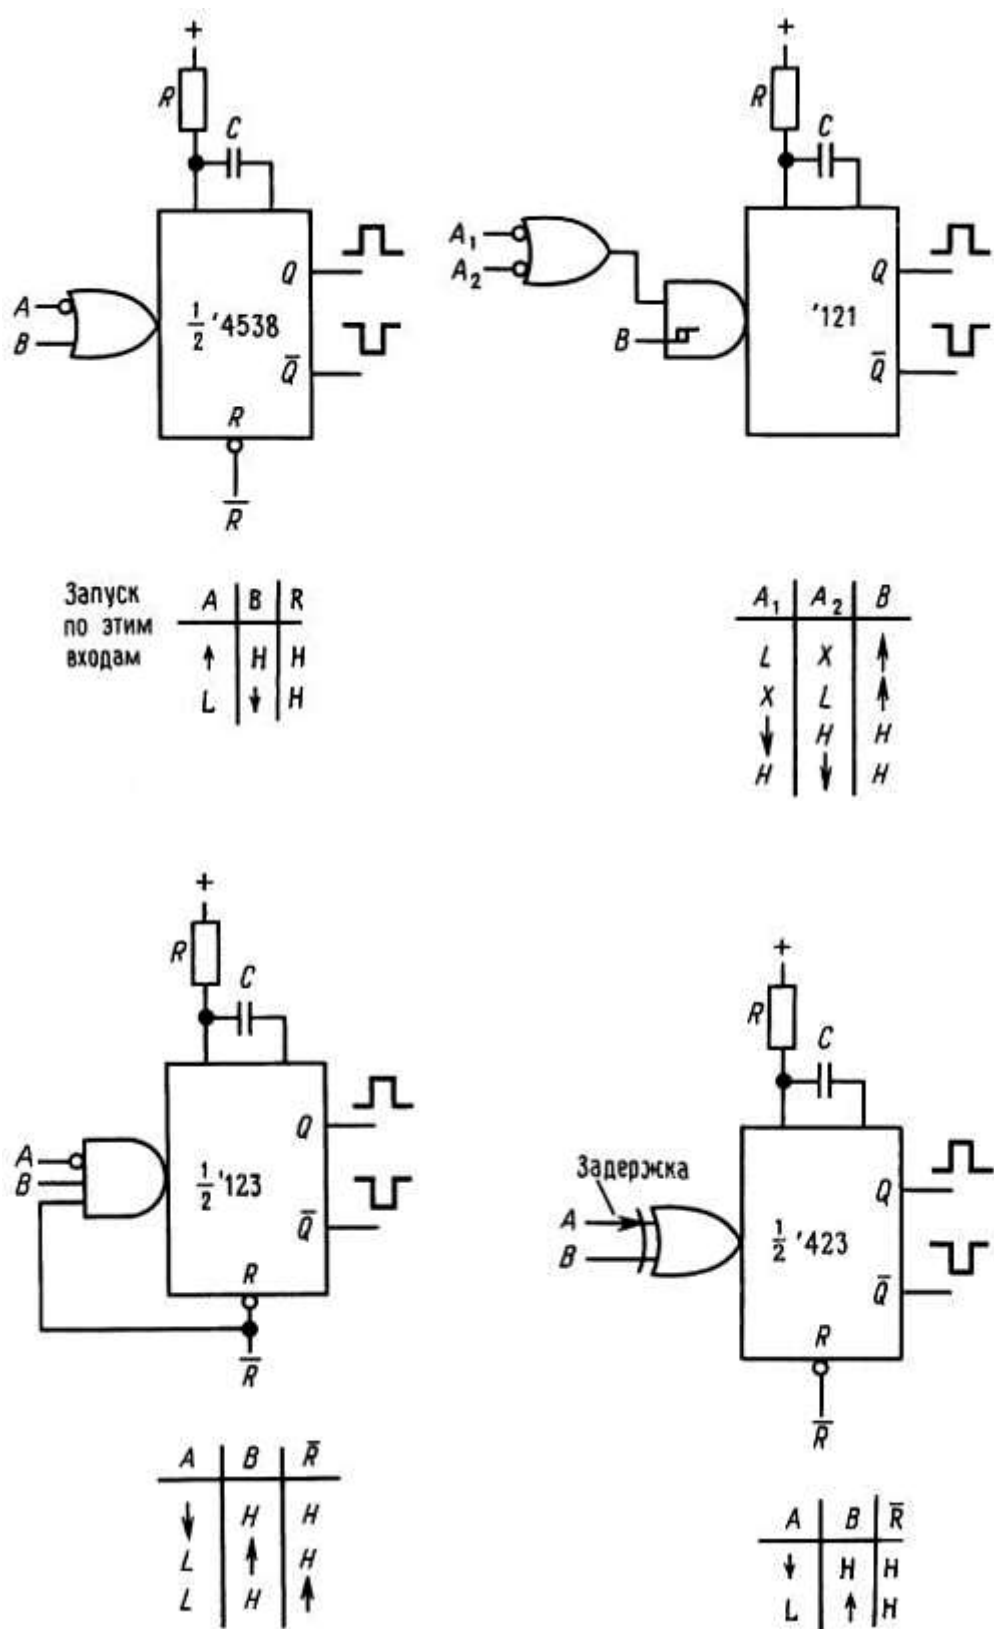 +
R
C
A
B
½ '4538
Q
Q̅
R
R̅
+
R
C
A₁
A₂
B
'121
Q
Q̅
Запуск
по этим
входам
A B R
↑ H H
L ↓ H
A₁ A₂ B
L X ↑
X L ↑
↓ H H
H ↓ H
+
R
C
A
B
½ '123
Q
Q̅
R
R̅
+
R
C
Задержка
A
B
½ '423
Q
Q̅
R
R̅
A B R̅
↓ H H
L ↑ H
L H ↑
A B R̅
↓ H H
L ↑ H